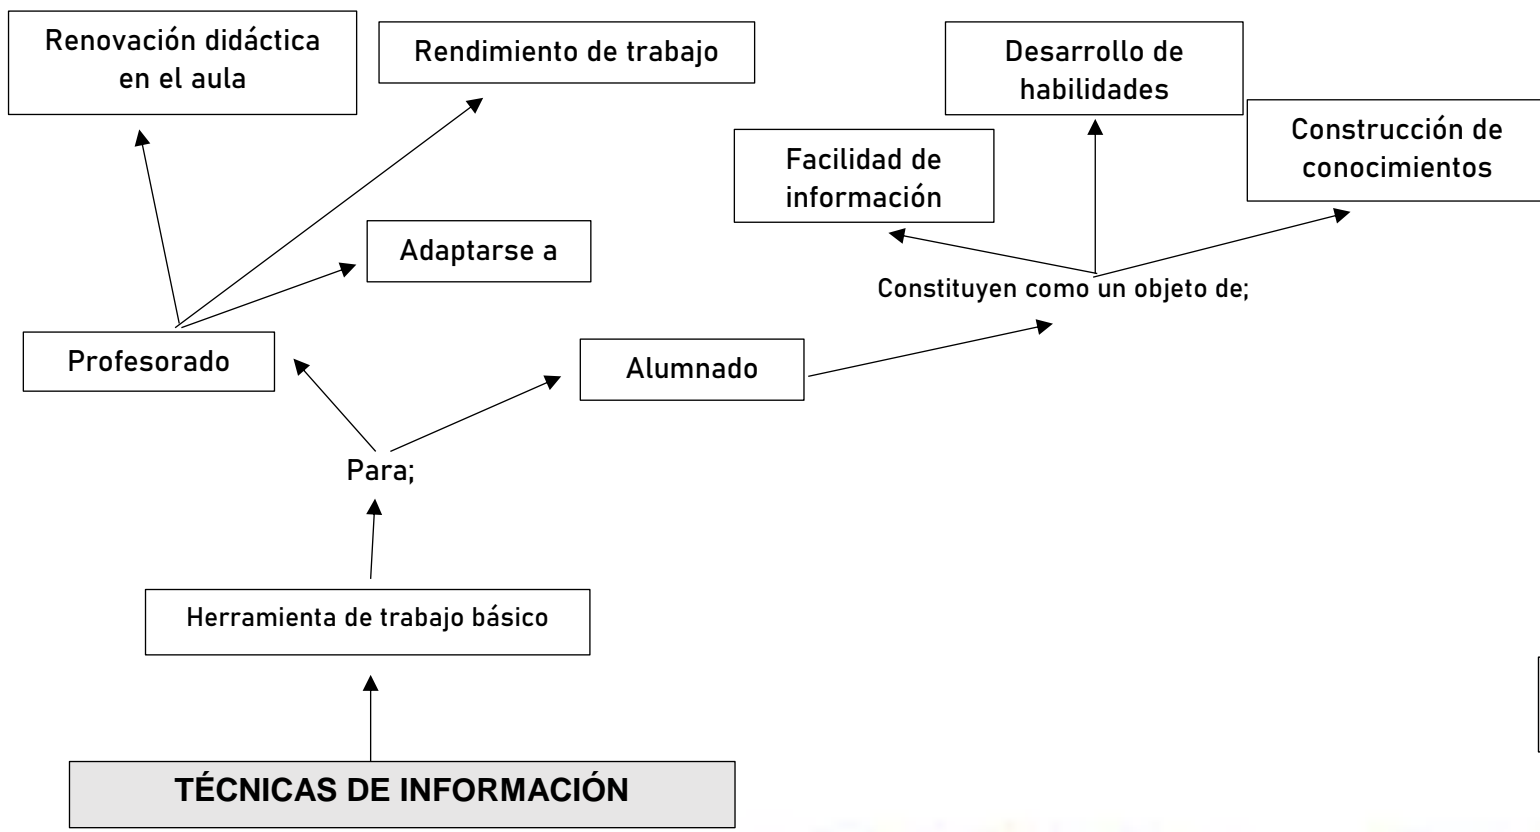 Renovación didáctica
en el aula
Rendimiento de trabajo
Desarrollo de
habilidades
Construcción de
conocimientos
Facilidad de
información
Adaptarse a
Constituyen como un objeto de;
Profesorado
Alumnado
Para;
Herramienta de trabajo básico
TÉCNICAS DE INFORMACIÓN